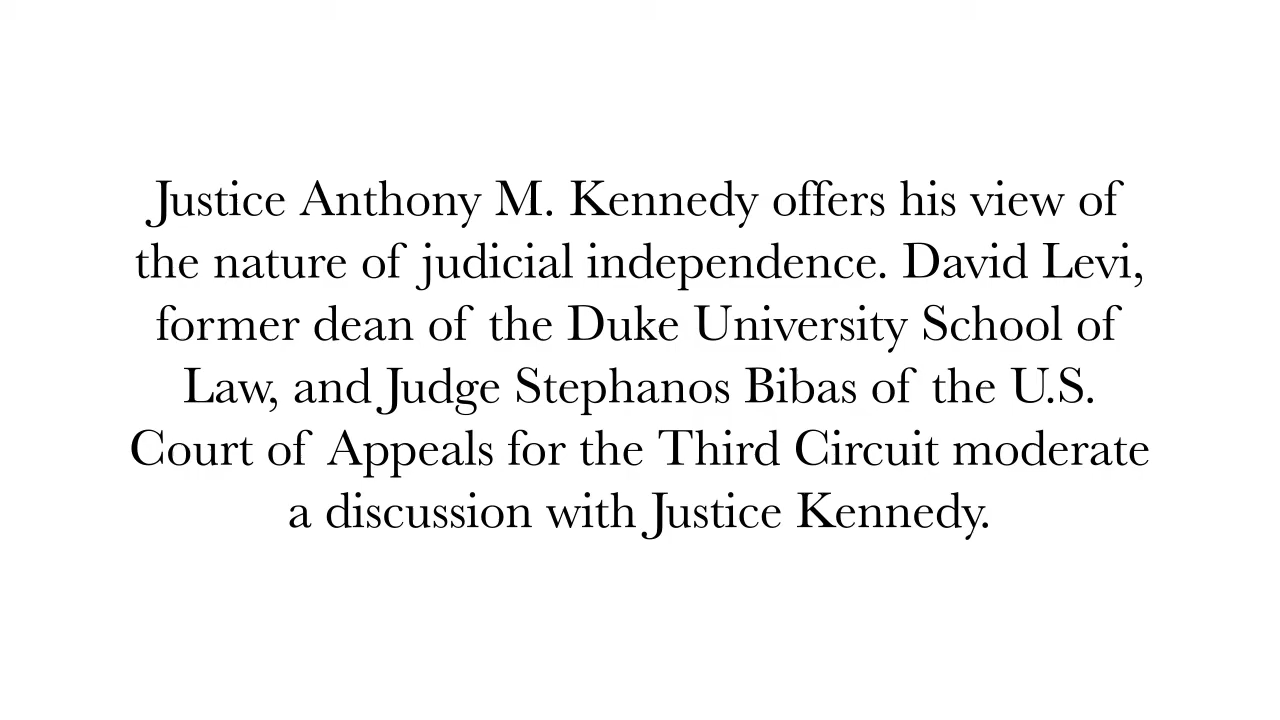 Justice Anthony M. Kennedy offers his view of
the nature of judicial independence. David Levi,
former dean of the Duke University School of
Law, and Judge Stephanos Bibas of the U.S.
Court of Appeals for the Third Circuit moderate
a discussion with Justice Kennedy.